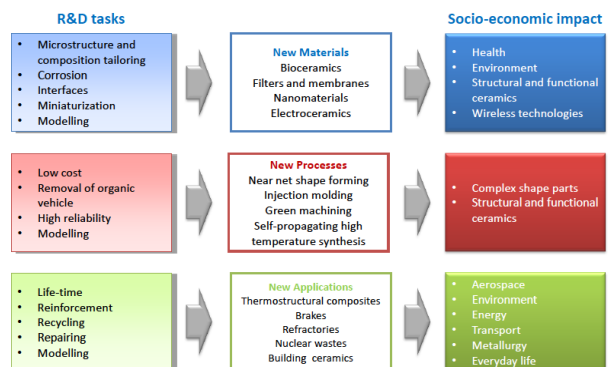 R&D tasks
Socio-economic impact
Microstructure and
composition tailoring
Corrosion
Interfaces
Miniaturization
Modelling
New Materials
Bioceramics
Filters and membranes
Nanomaterials
Electroceramics
Health
Environment
Structural and functional
ceramics
Wireless technologies
Low cost
Removal of organic
vehicle
High reliability
Modelling
New Processes
Near net shape forming
Injection molding
Green machining
Self-propagating high
temperature synthesis
Complex shape parts
Structural and functional
ceramics
Life-time
Reinforcement
Recycling
Repairing
Modelling
New Applications
Thermostructural composites
Brakes
Refractories
Nuclear wastes
Building ceramics
Aerospace
Environment
Energy
Transport
Metallurgy
Everyday life